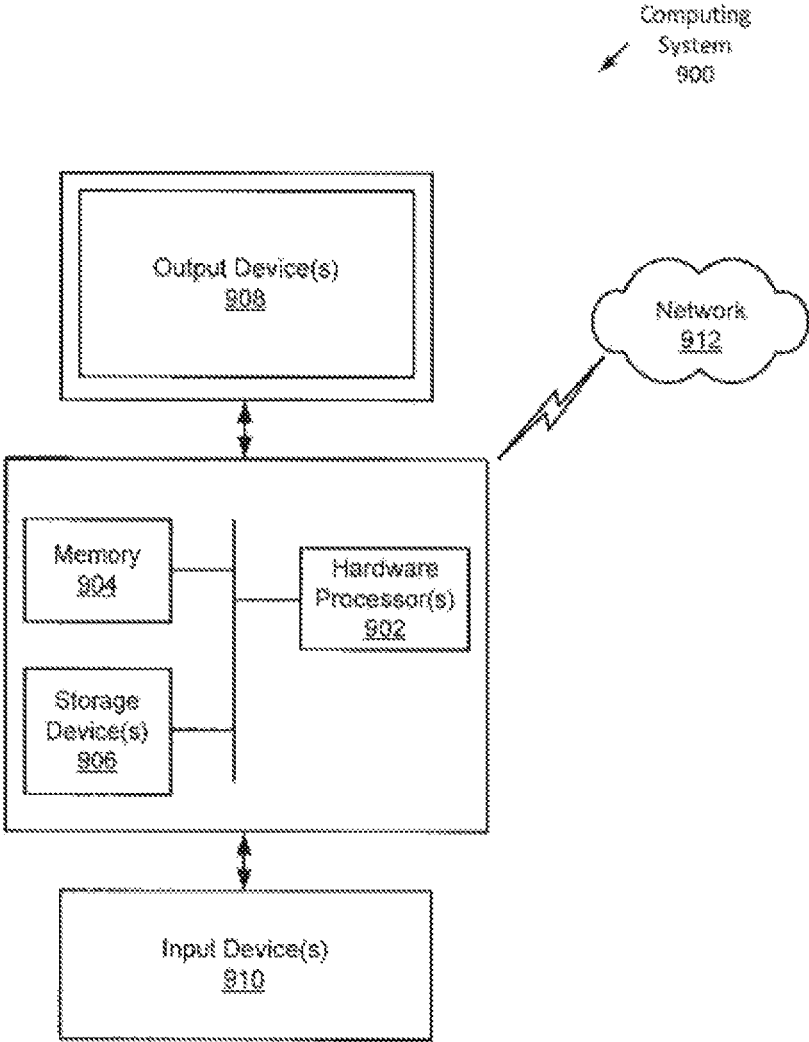 Computing
System
900
Output Device(s)
908
Network
912
Memory
904
Hardware
Processor(s)
902
Storage
Device(s)
906
Input Device(s)
910